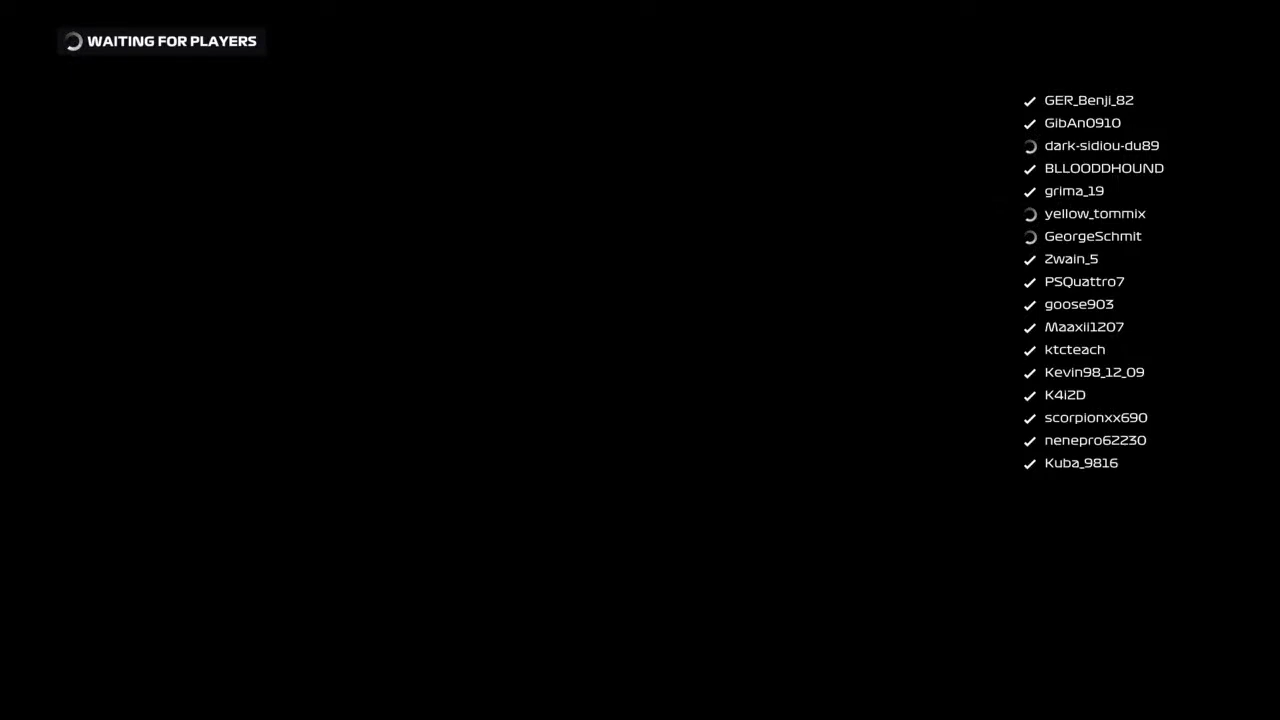 WAITING FOR PLAYERS
GER_Benji_82
GibAn0910
dark-sidiou-du89
BLLOODDHOUND
grima_19
yellow_tommix
GeorgeSchmit
Zwain_5
PSQuattro7
goose903
Maaxii1207
ktcteach
Kevin98_12_09
K4i2D
scorpionxx690
nenepro62230
Kuba_9816